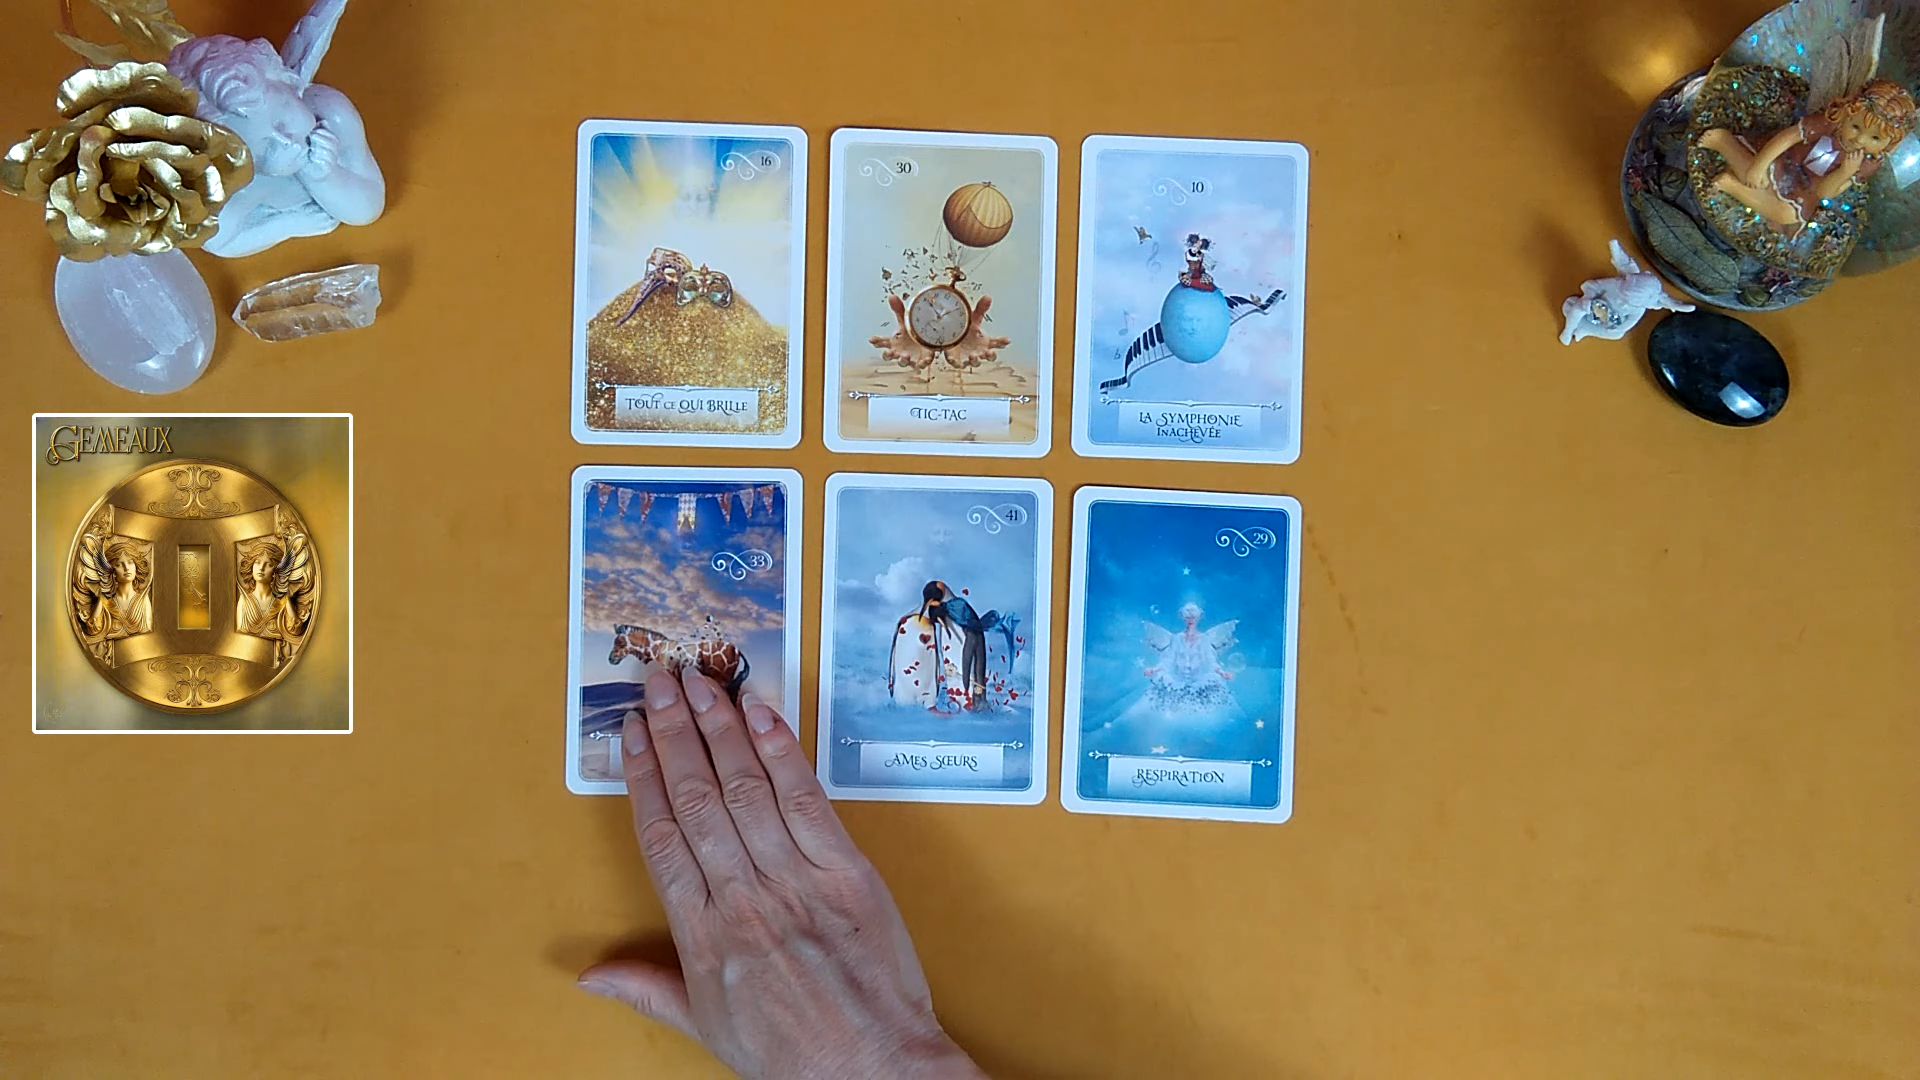 16
TOUT CE QUI BRILLE
30
TIC-TAC
10
LA SYMPHONIE
INACHEVÉE
GEMEAUX
33
41
ÂMES SŒURS
29
RESPIRATION